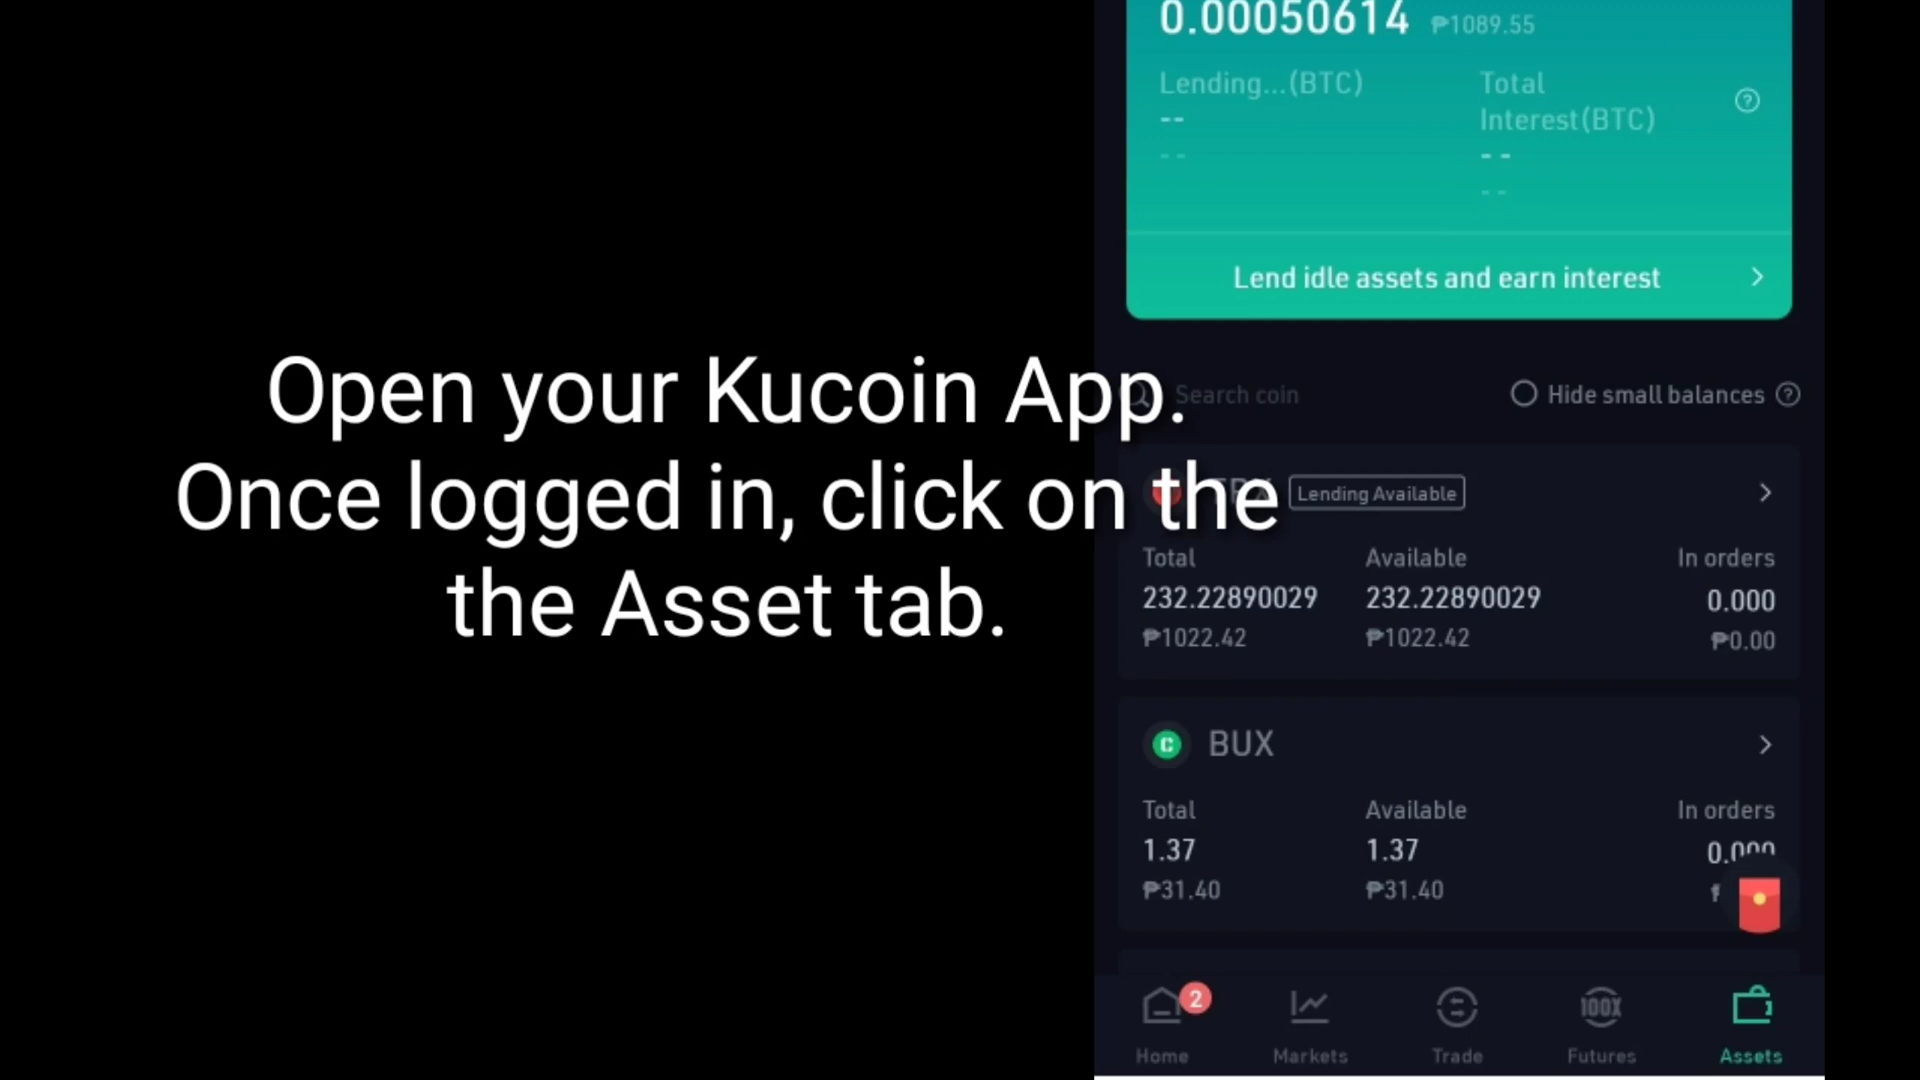 0.00050614 ₱1089.55
Lending...(BTC)
--
--
Total
Interest(BTC)
--
--
Lend idle assets and earn interest
Open your Kucoin App.
Once logged in, click on the
the Asset tab.
Search coin
Hide small balances
Lending Available
Total Available In orders
232.22890029 232.22890029 0.000
₱1022.42 ₱1022.42 ₱0.00
BUX
Total Available In orders
1.37 1.37 0.000
₱31.40 ₱31.40
2
100X
Home Markets Trade Futures Assets